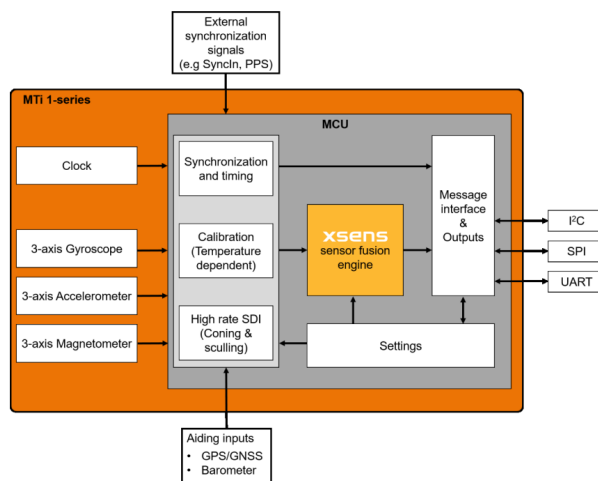 External
synchronization
signals
(e.g SyncIn, PPS)
MTi 1-series
MCU
Clock
Synchronization
and timing
Message
interface
&
Outputs
3-axis Gyroscope
Calibration
(Temperature
dependent)
xsens
sensor fusion
engine
I²C
SPI
UART
3-axis Accelerometer
3-axis Magnetometer
High rate SDI
(Coning &
sculling)
Settings
Aiding inputs
• GPS/GNSS
• Barometer